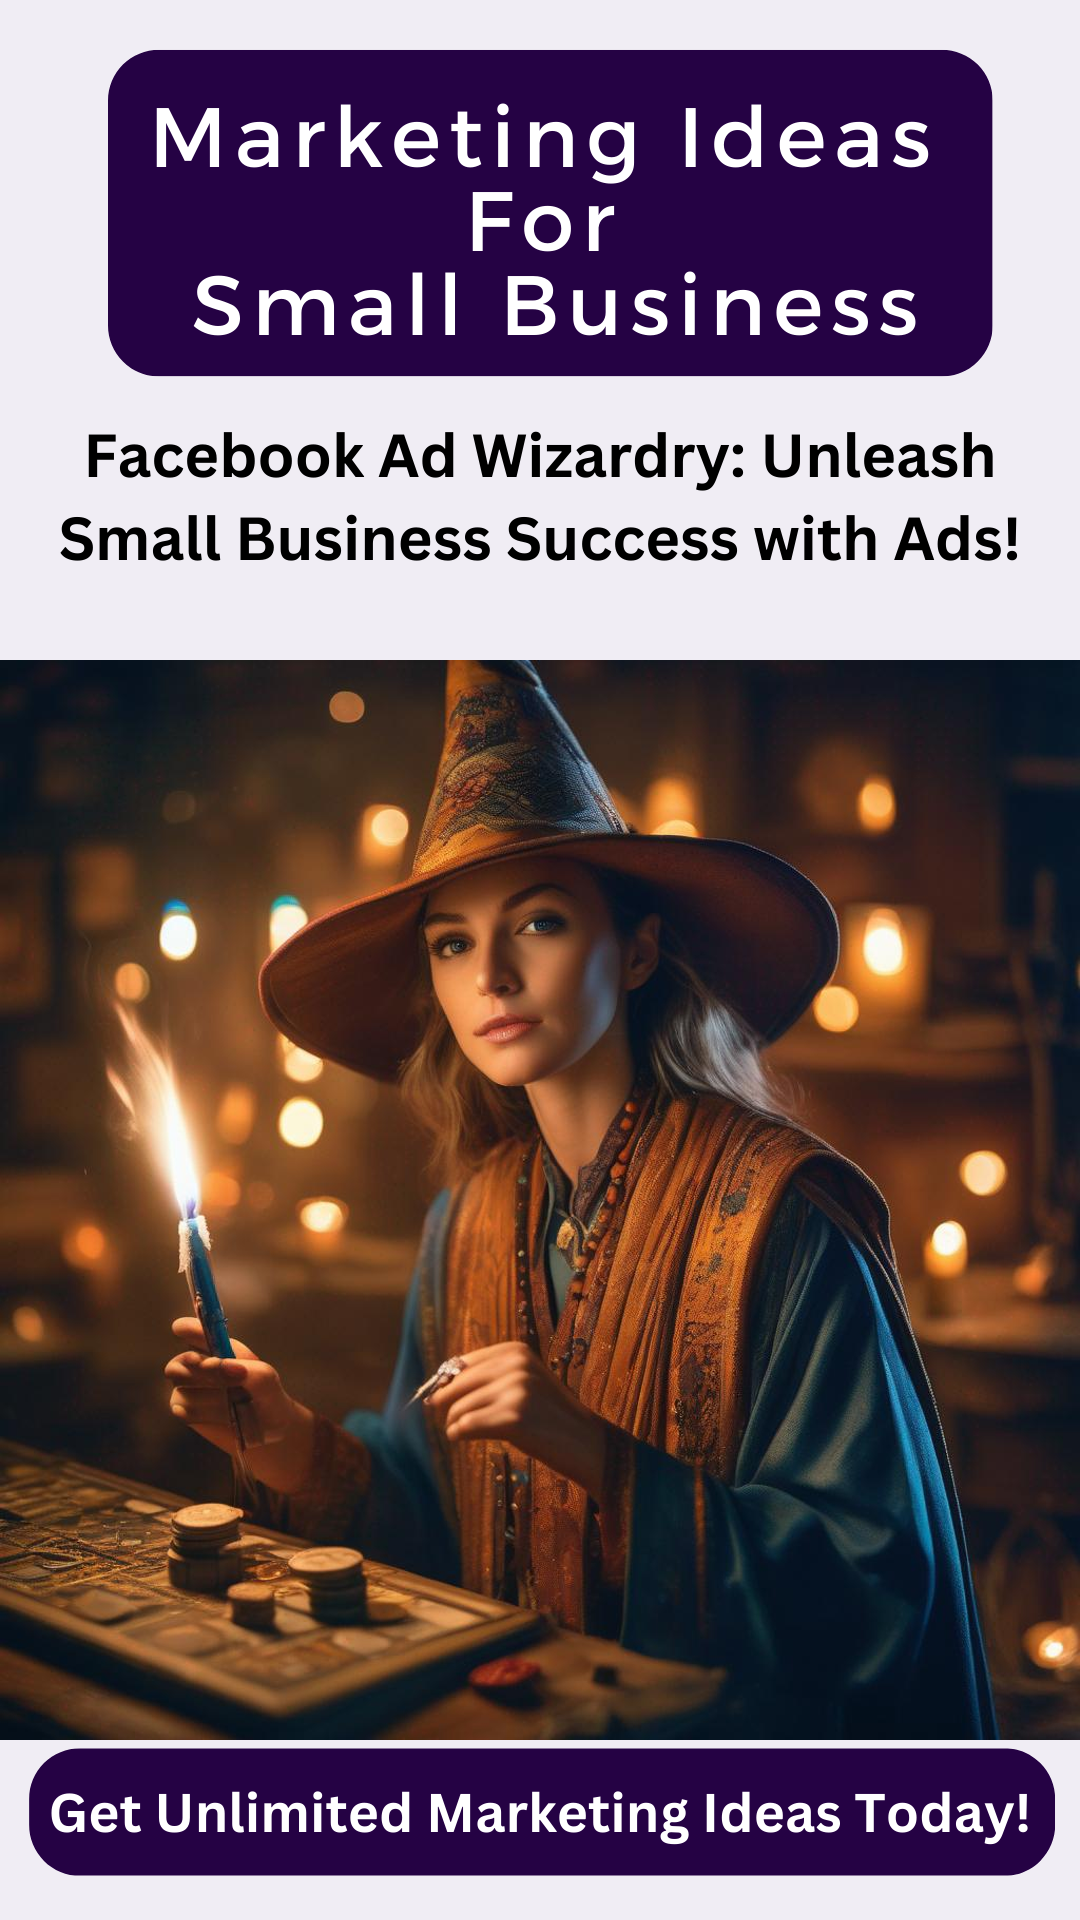 Marketing Ideas
For
Small Business
Facebook Ad Wizardry: Unleash
Small Business Success with Ads!
Get Unlimited Marketing Ideas Today!